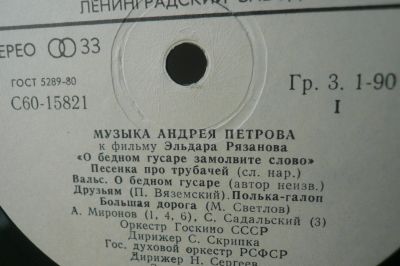 ЛЕНИНГРАДСКИЙ
ЕРЕО 33
ГОСТ 5289-80
С60-15821
Гр. 3. 1-90
I
МУЗЫКА АНДРЕЯ ПЕТРОВА
к фильму Эльдара Рязанова
«О бедном гусаре замолвите слово»
Песенка про трубачей (сл. нар.)
Вальс. О бедном гусаре (автор неизв.)
Друзьям (П. Вяземский). Полька-галоп
Большая дорога (М. Светлов)
А. Миронов (1, 4, 6), С. Садальский (3)
Оркестр Госкино СССР
Дирижер С. Скрипка
Гос. духовой оркестр РСФСР
Дирижер Н. Сергеев